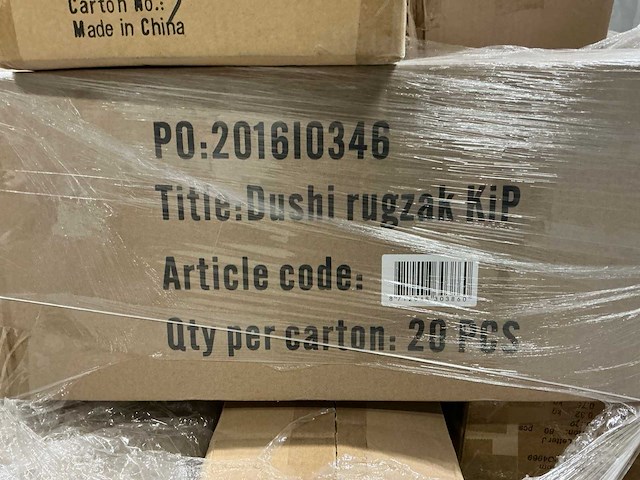 Carton No.:
Made in China
PO:2016I0346
Title:Dushi rugzak KiP
Article code:
Qty per carton: 20 PCS